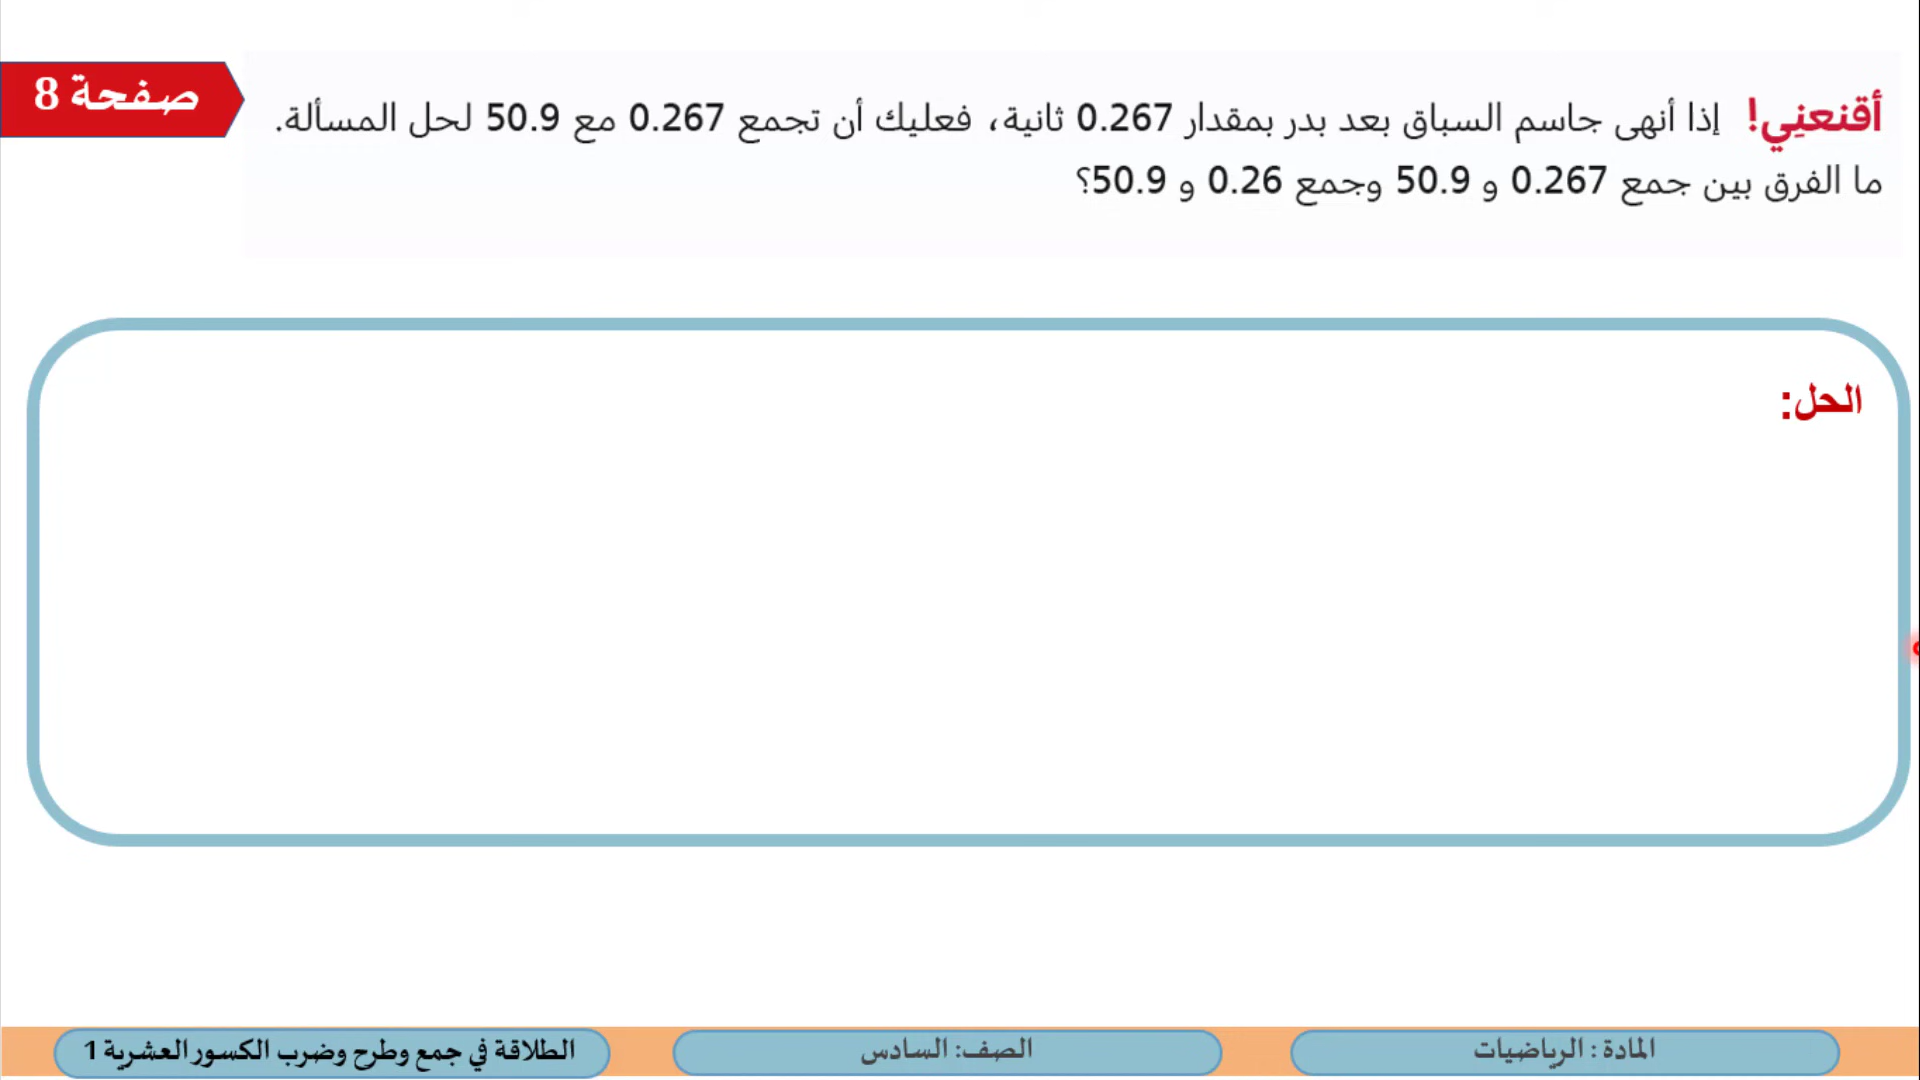 صفحة 8
أقنعنِي! إذا أنهى جاسم السباق بعد بدر بمقدار 0.267 ثانية، فعليك أن تجمع 0.267 مع 50.9 لحل المسألة.
ما الفرق بين جمع 0.267 و 50.9 وجمع 0.26 و 50.9؟
الحل:
المادة : الرياضيات
الصف: السادس
الطلاقة في جمع وطرح وضرب الكسور العشرية 1